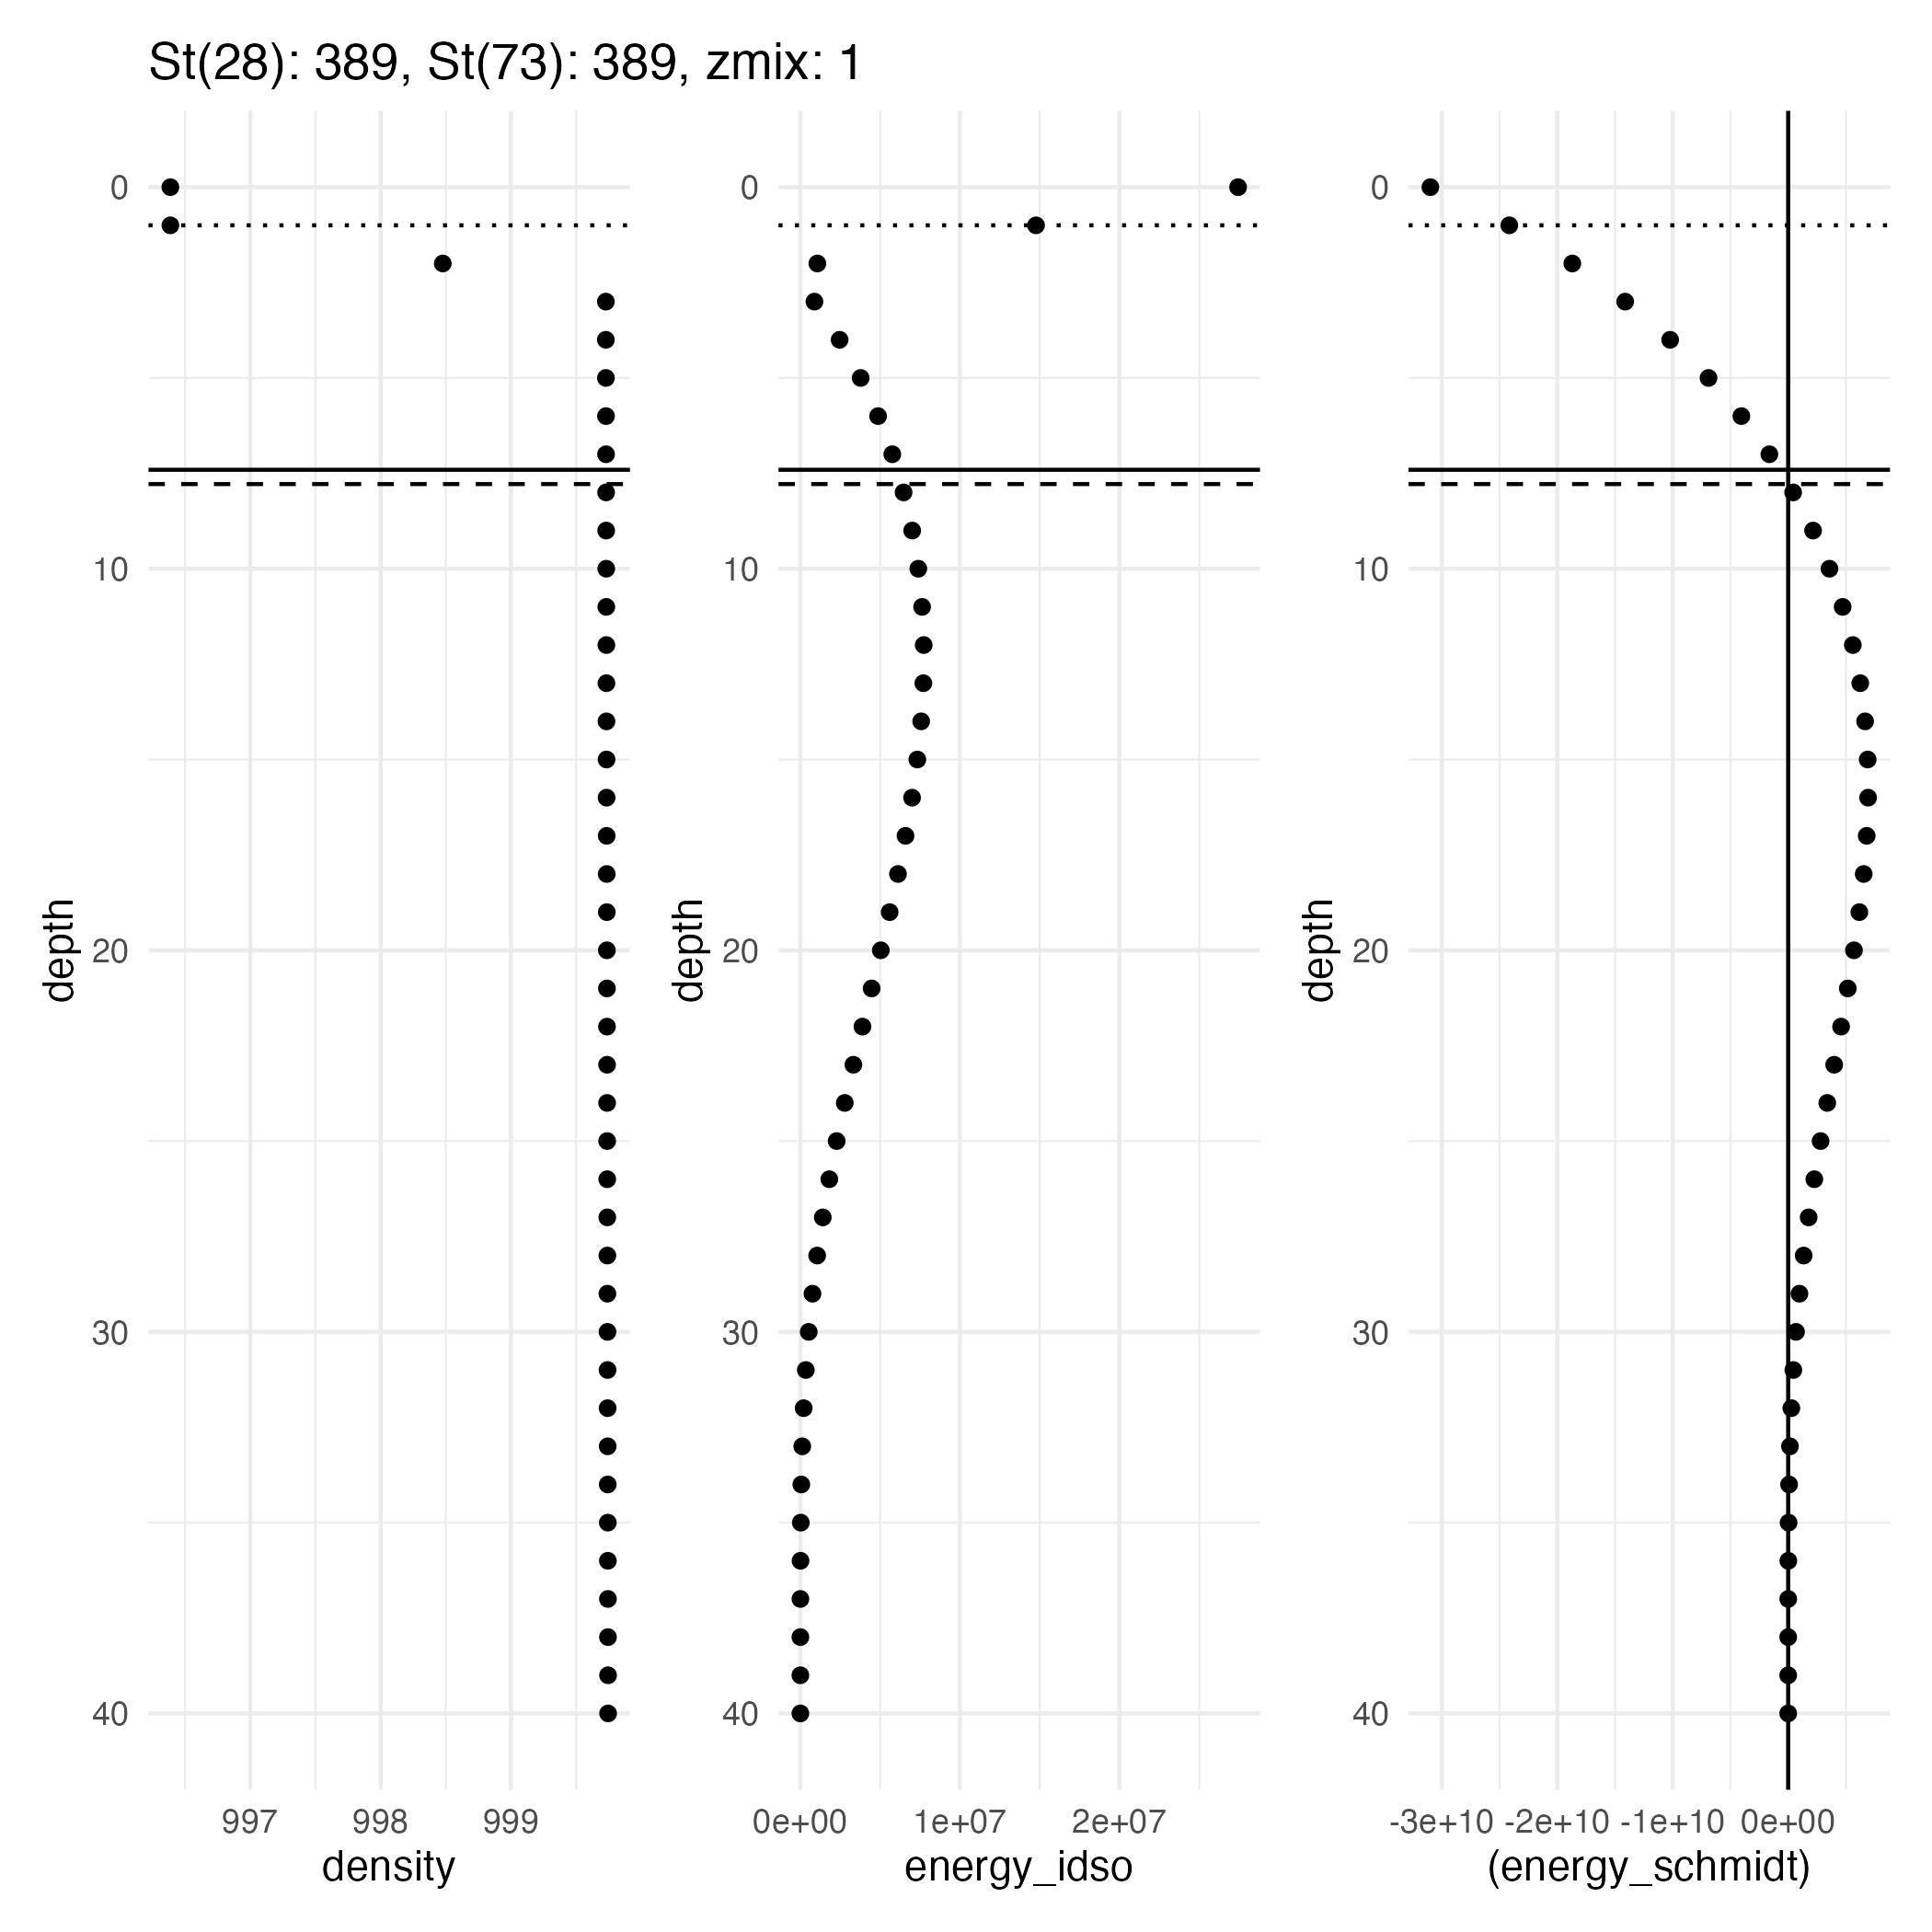 St(28): 389, St(73): 389, zmix: 1
0
10
20
30
40
depth
997 998 999
density
0
10
20
30
40
depth
0e+00 1e+07 2e+07
energy_idso
0
10
20
30
40
depth
-3e+10 -2e+10 -1e+10 0e+00
(energy_schmidt)